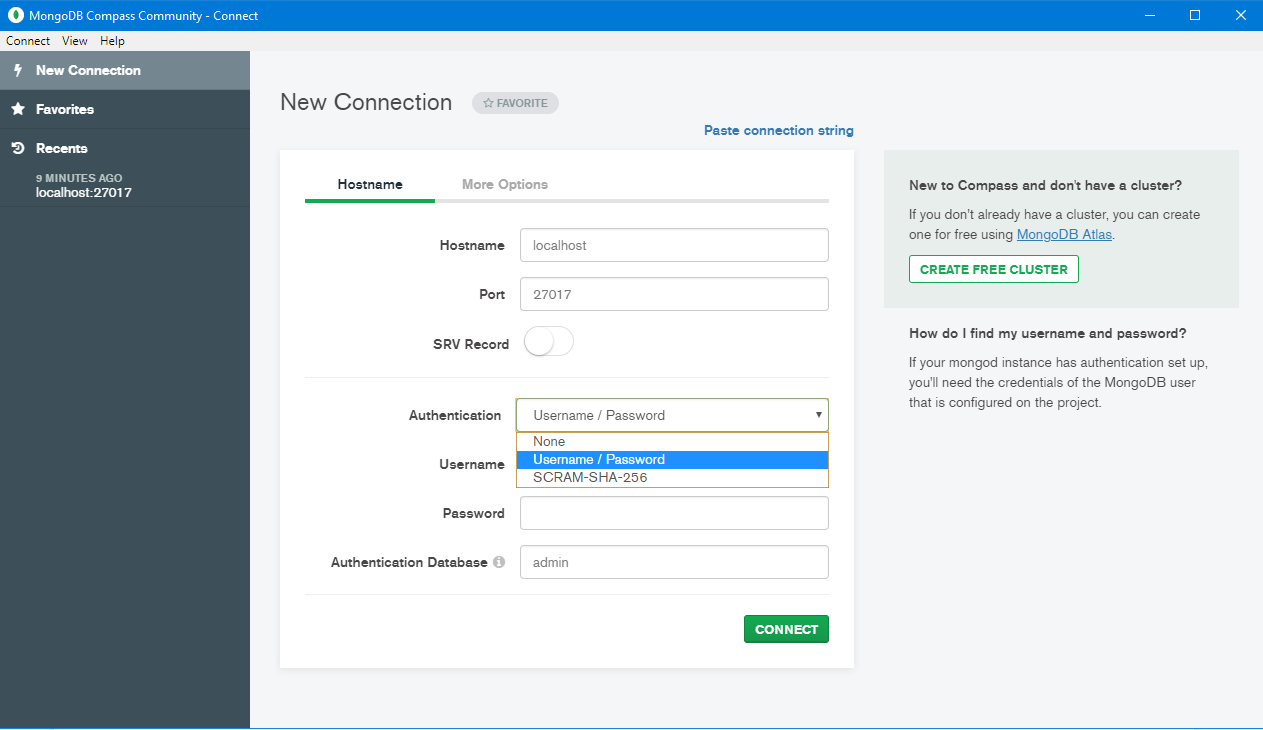 MongoDB Compass Community - Connect
Connect View Help
New Connection
Favorites
Recents
9 MINUTES AGO
localhost:27017
New Connection
FAVORITE
Paste connection string
Hostname
More Options
Hostname
localhost
Port
27017
SRV Record
Authentication
Username / Password
None
Username / Password
SCRAM-SHA-256
Username
Password
Authentication Database
admin
CONNECT
New to Compass and don't have a cluster?
If you don't already have a cluster, you can create
one for free using MongoDB Atlas.
CREATE FREE CLUSTER
How do I find my username and password?
If your mongod instance has authentication set up,
you'll need the credentials of the MongoDB user
that is configured on the project.